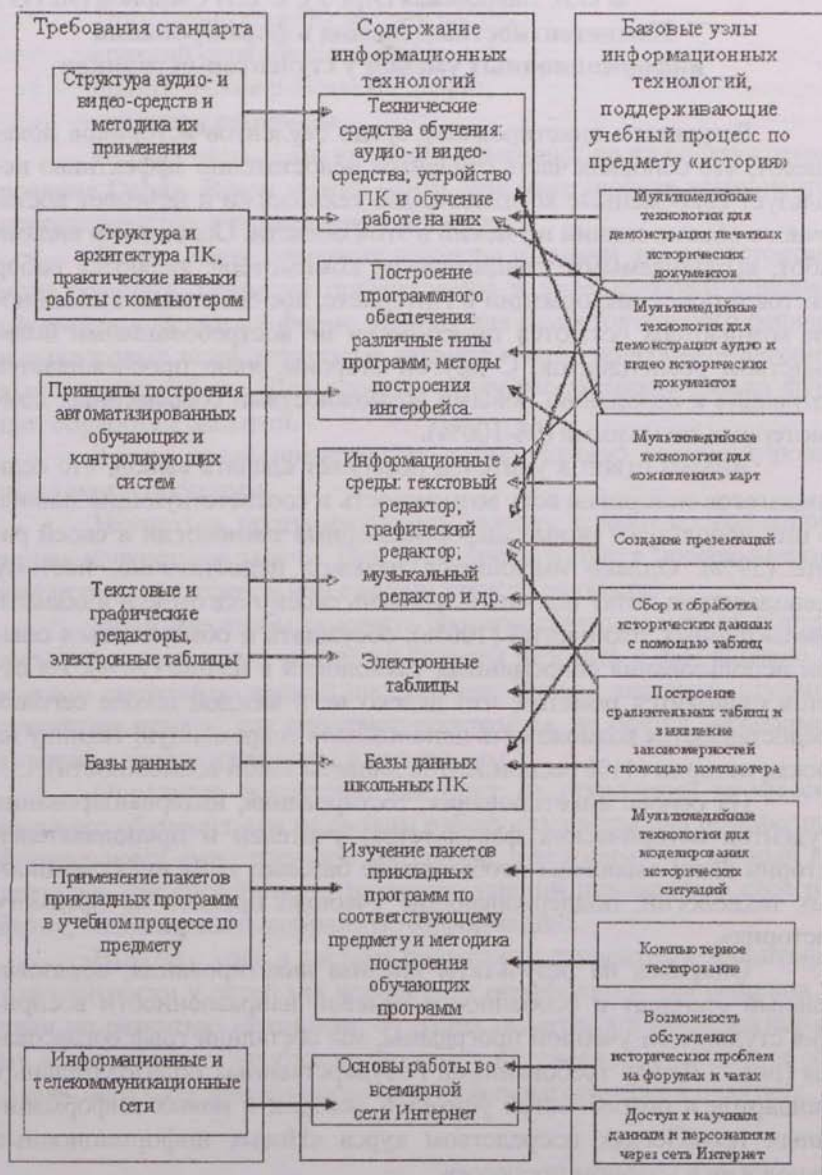 Требования стандарта
Структура аудио- и
видео-средств и
методика их
применения
Структура и
архитектура ПК,
практические навыки
работы с компьютером
Принципы построения
автоматизированных
обучающих и
контролирующих
систем
Текстовые и
графические
редакторы,
электронные таблицы
Базы данных
Применение пакетов
прикладных программ
в учебном процессе по
предмету
Информационные и
телекоммуникационные
сети
Содержание
информационных
технологий
Технические
средства обучения:
аудио- и видео-
средства; устройство
ПК и обучение
работе на них
Построение
программного
обеспечения:
различные типы
программ; методы
построения
интерфейса.
Информационные
среды: текстовый
редактор;
графический
редактор;
музыкальный
редактор и др.
Электронные
таблицы
Базы данных
школьных ПК
Изучение пакетов
прикладных
программ по
соответствующему
предмету и методика
построения
обучающих
программ
Основы работы во
всемирной
сети Интернет
Базовые узлы
информационных
технологий,
поддерживающие
учебный процесс по
предмету «история»
Мультимедийные
технологии для
демонстрации печатных
исторических
документов
Мультимедийные
технологии для
демонстрации аудио и
видео исторических
документов
Мультимедийные
технологии для
«оживления» карт
Создание презентаций
Сбор и обработка
исторических данных
с помощью таблиц
Построение
сравнительных таблиц и
выявление
закономерностей
с помощью компьютера
Мультимедийные
технологии для
моделирования
исторических
ситуаций
Компьютерное
тестирование
Возможность
обсуждения
исторических проблем
на форумах и чатах
Доступ к научным
данным и персоналиям
через сеть Интернет